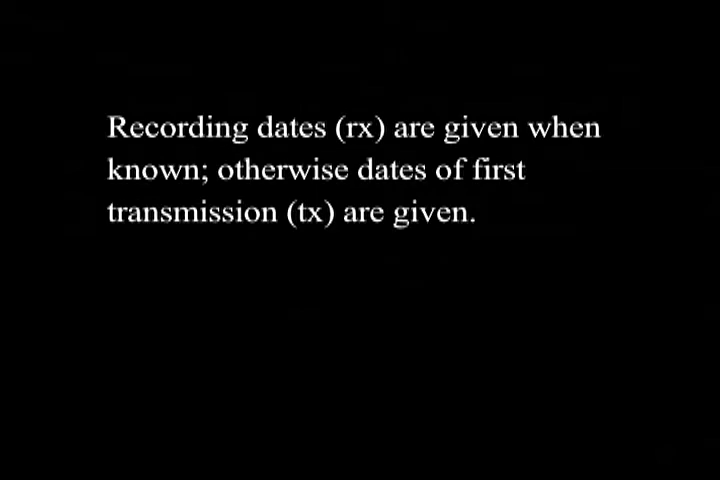 Recording dates (rx) are given when
known; otherwise dates of first
transmission (tx) are given.